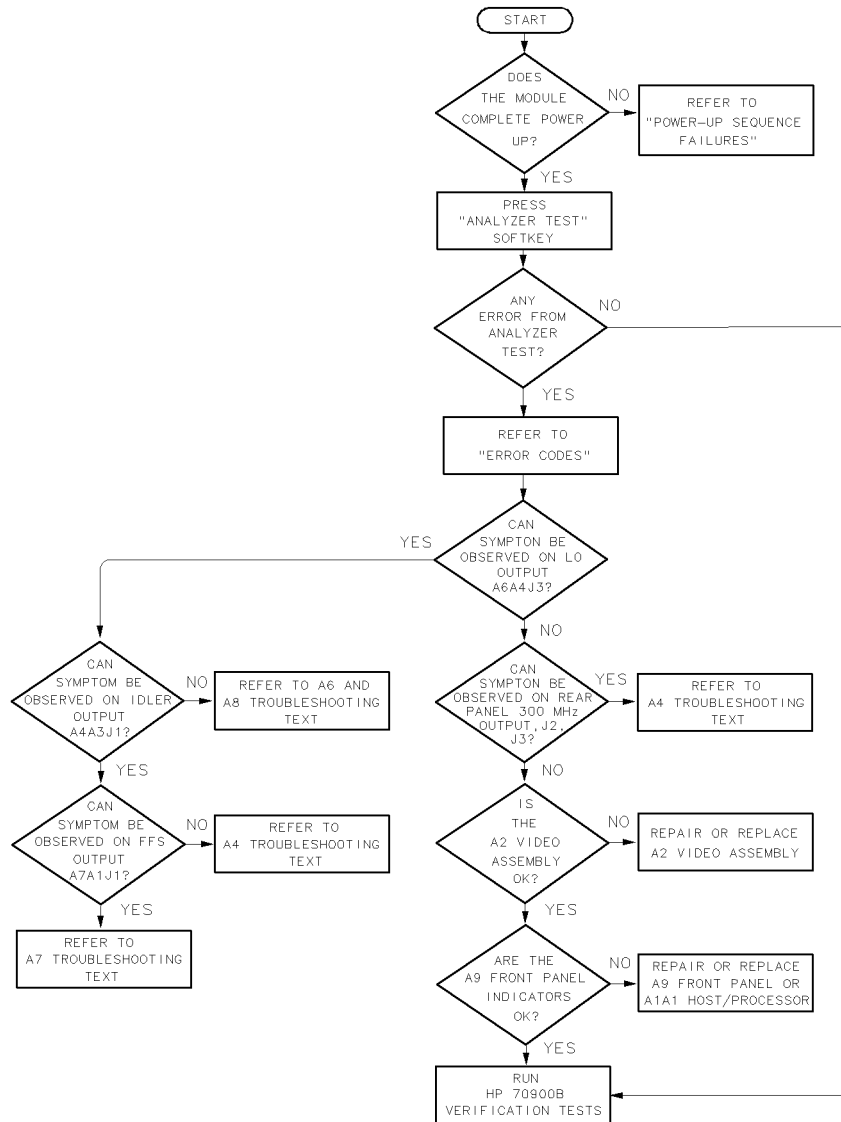 START
DOES
THE MODULE
COMPLETE POWER
UP?
NO
REFER TO
"POWER-UP SEQUENCE
FAILURES"
YES
PRESS
"ANALYZER TEST"
SOFTKEY
ANY
ERROR FROM
ANALYZER
TEST?
NO
YES
REFER TO
"ERROR CODES"
CAN
SYMPTON BE
OBSERVED ON LO
OUTPUT
A6A4J3?
YES
NO
CAN
SYMPTOM BE
OBSERVED ON IDLER
OUTPUT
A4A3J1?
NO
REFER TO A6 AND
A8 TROUBLESHOOTING
TEXT
YES
CAN
SYMPTON BE
OBSERVED ON REAR
PANEL 300 MHz
OUTPUT, J2,
J3?
YES
REFER TO
A4 TROUBLESHOOTING
TEXT
NO
CAN
SYMPTOM BE
OBSERVED ON FFS
OUTPUT
A7A1J1?
NO
REFER TO
A4 TROUBLESHOOTING
TEXT
YES
REFER TO
A7 TROUBLESHOOTING
TEXT
IS
THE
A2 VIDEO
ASSEMBLY
OK?
NO
REPAIR OR REPLACE
A2 VIDEO ASSEMBLY
YES
ARE THE
A9 FRONT PANEL
INDICATORS
OK?
NO
REPAIR OR REPLACE
A9 FRONT PANEL OR
A1A1 HOST/PROCESSOR
YES
RUN
HP 70900B
VERIFICATION TESTS